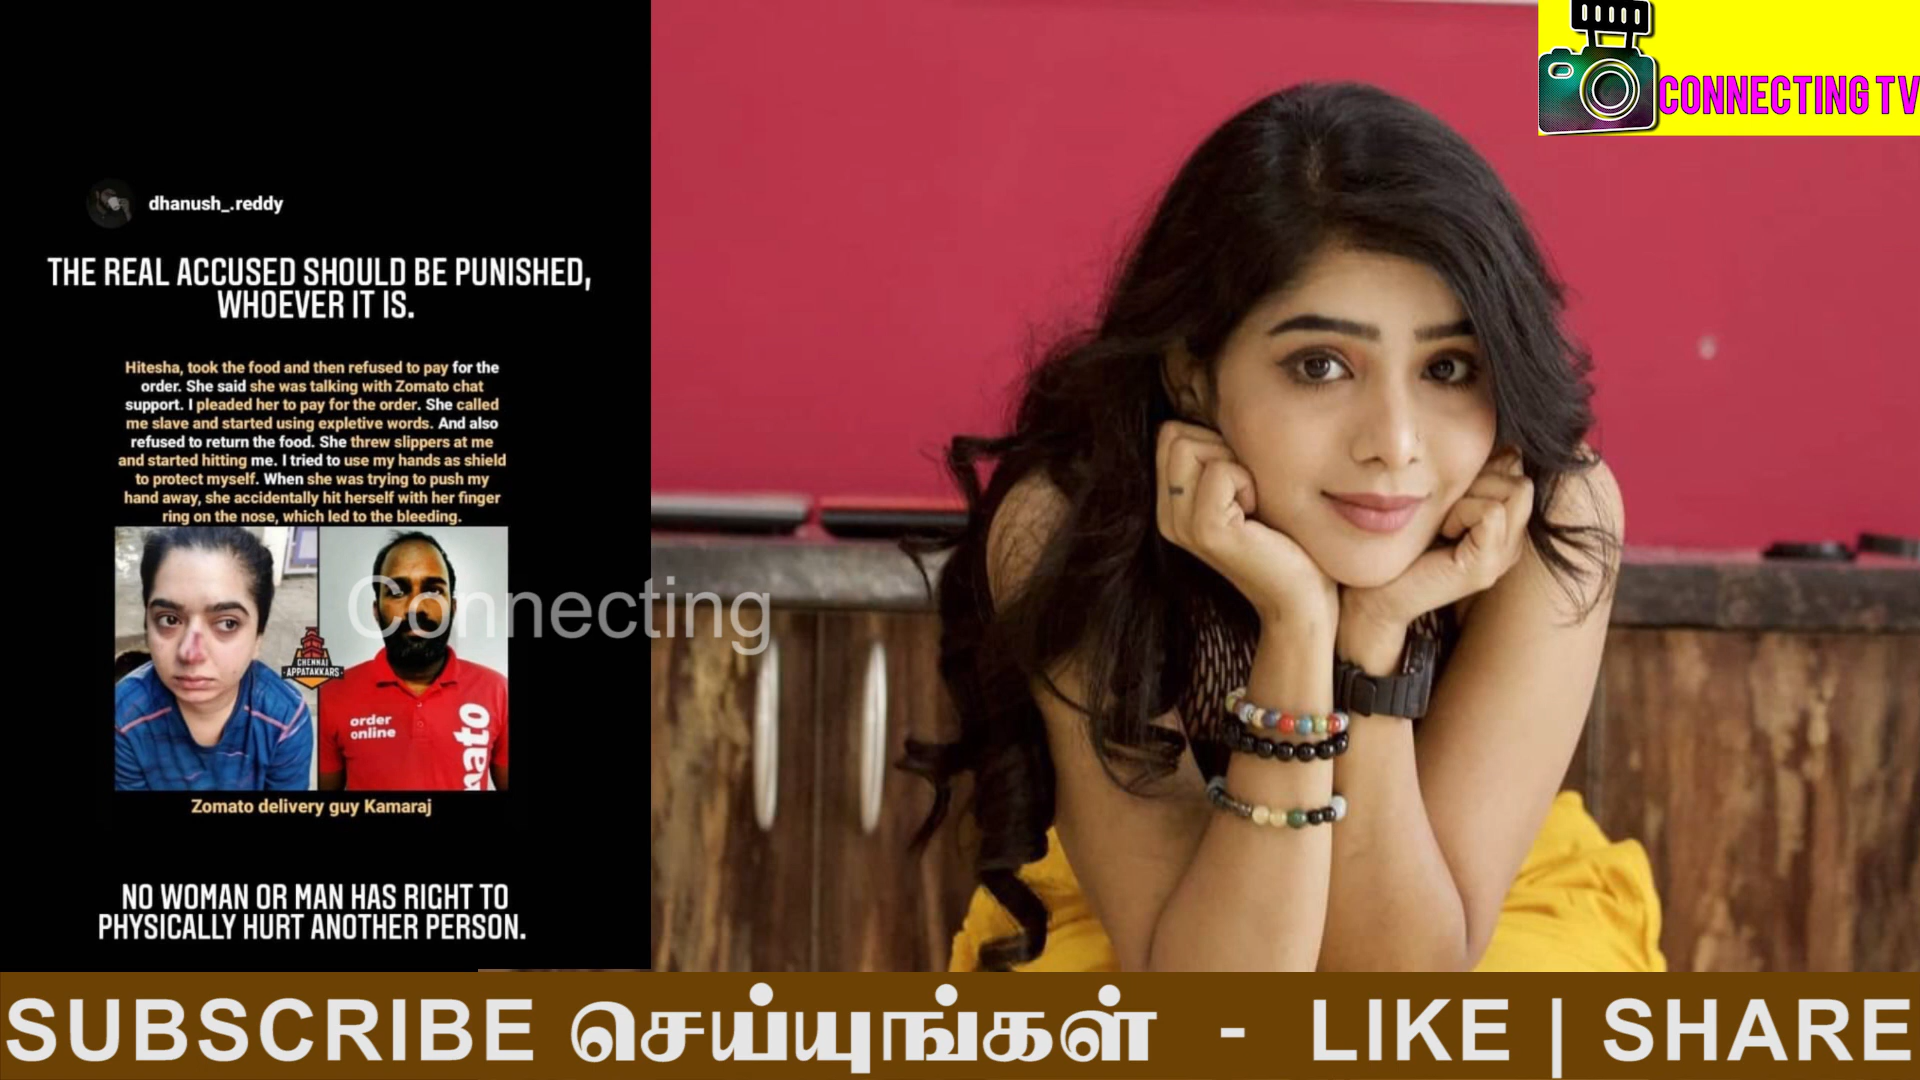 CONNECTING TV
dhanush_.reddy
THE REAL ACCUSED SHOULD BE PUNISHED,
WHOEVER IT IS.
Hitesha, took the food and then refused to pay for the
order. She said she was talking with Zomato chat
support. I pleaded her to pay for the order. She called
me slave and started using expletive words. And also
refused to return the food. She threw slippers at me
and started hitting me. I tried to use my hands as shield
to protect myself. When she was trying to push my
hand away, she accidentally hit herself with her finger
ring on the nose, which led to the bleeding.
Connecting
CHENNAI
APPATAKKARS
order
online
mato
Zomato delivery guy Kamaraj
NO WOMAN OR MAN HAS RIGHT TO
PHYSICALLY HURT ANOTHER PERSON.
SUBSCRIBE செய்யுங்கள் - LIKE | SHARE